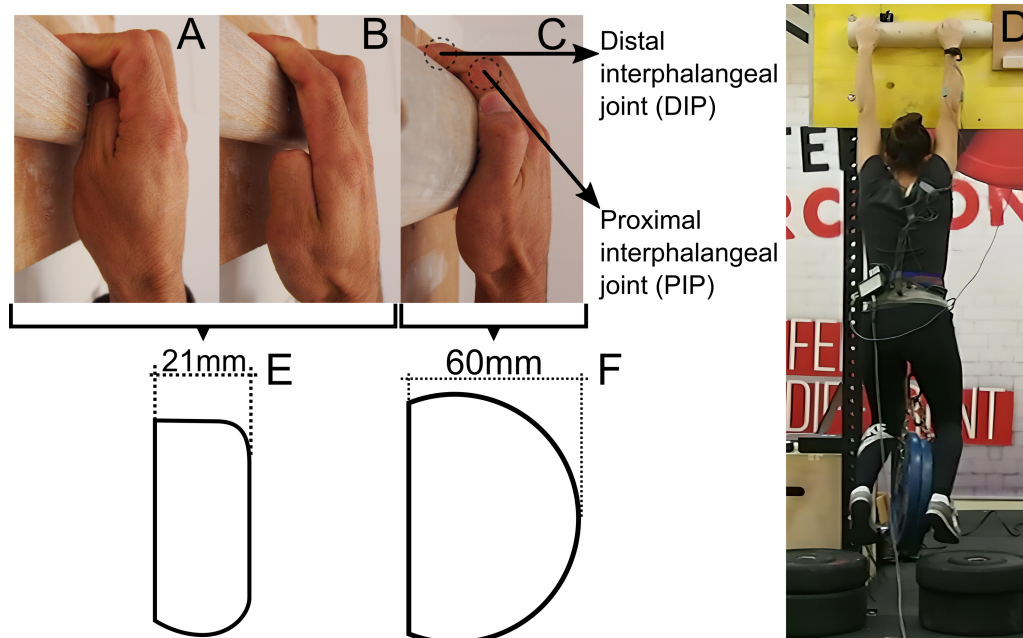 A
B
C
D
Distal
interphalangeal
joint (DIP)
Proximal
interphalangeal
joint (PIP)
21mm
E
60mm
F